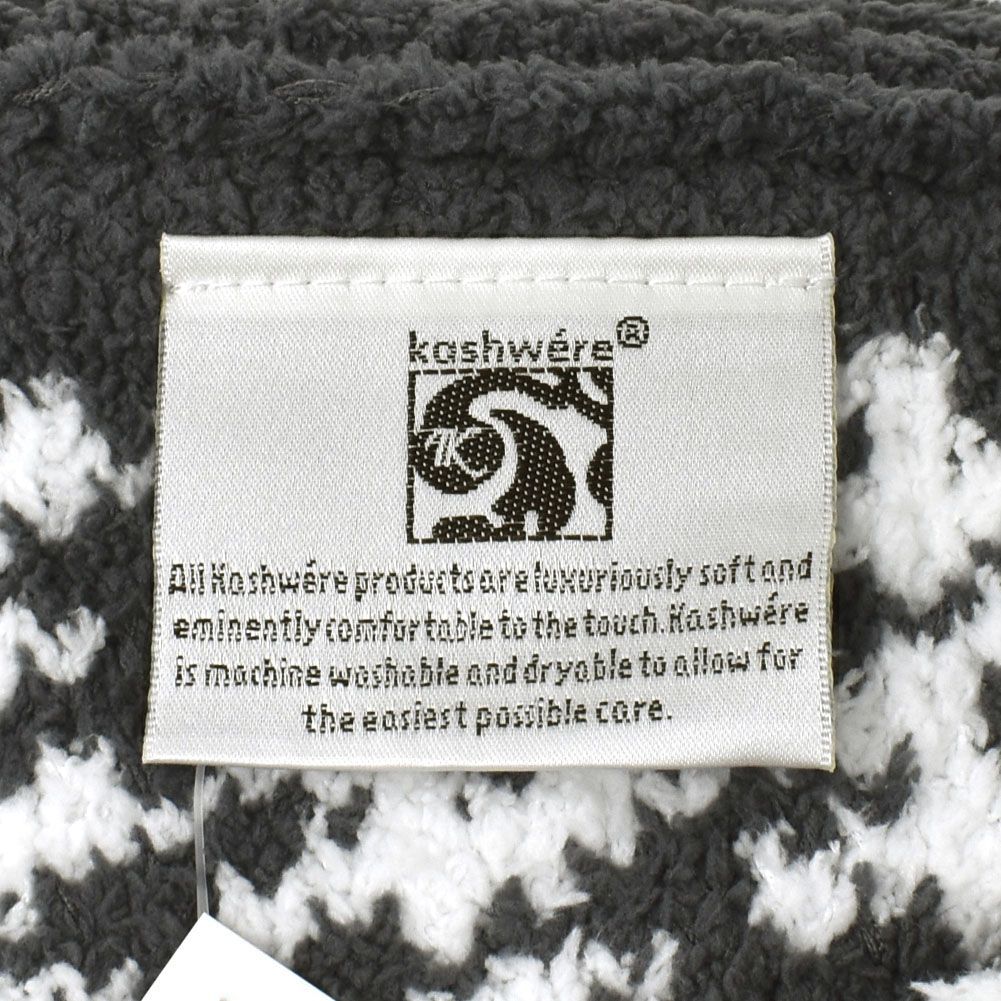 kashwére®
K
All Kashwére products are luxuriously soft and
eminently comfortable to the touch. Kashwére
is machine washable and dryable to allow for
the easiest possible care.